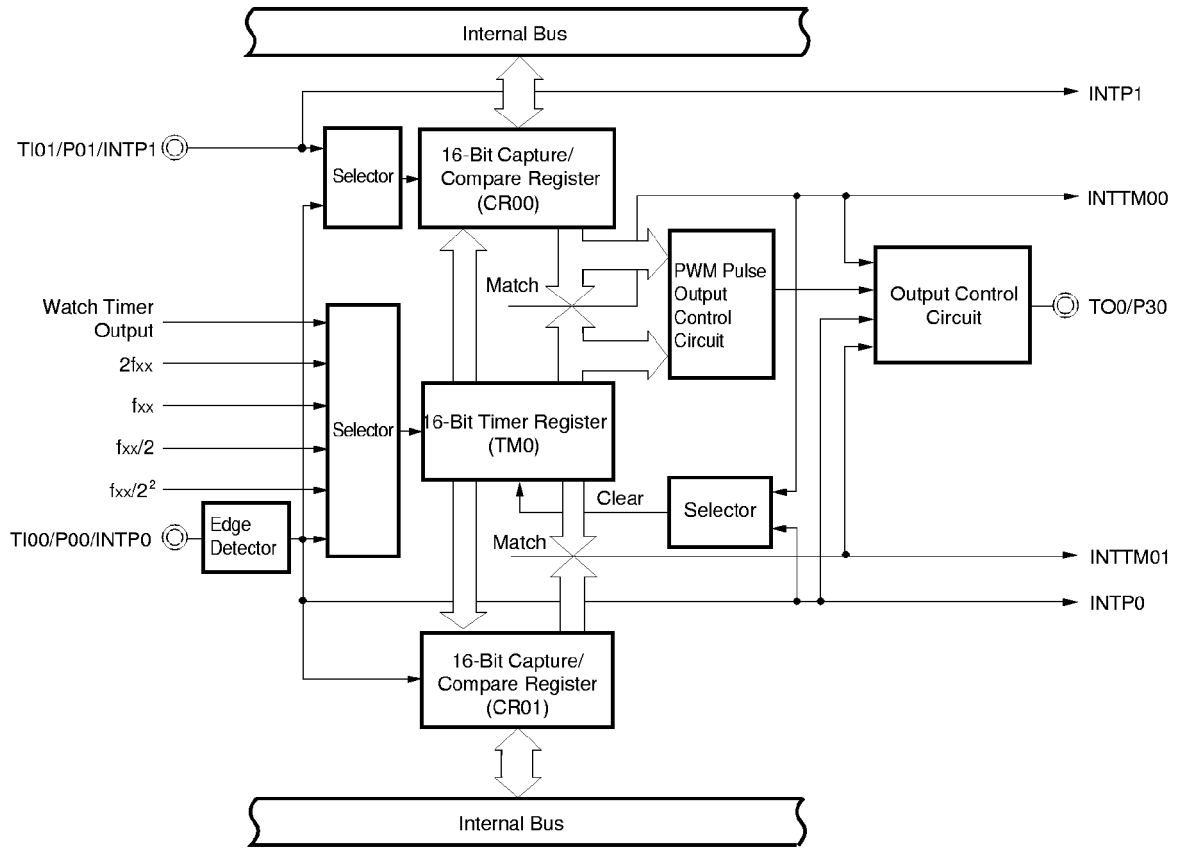 Internal Bus
INTP1
TI01/P01/INTP1
Selector
16-Bit Capture/
Compare Register
(CR00)
INTTM00
Match
PWM Pulse
Output
Control
Circuit
Output Control
Circuit
TO0/P30
Watch Timer
Output
2fxx
fxx
fxx/2
fxx/2²
Selector
16-Bit Timer Register
(TM0)
Clear
Selector
TI00/P00/INTP0
Edge
Detector
Match
INTTM01
INTP0
16-Bit Capture/
Compare Register
(CR01)
Internal Bus